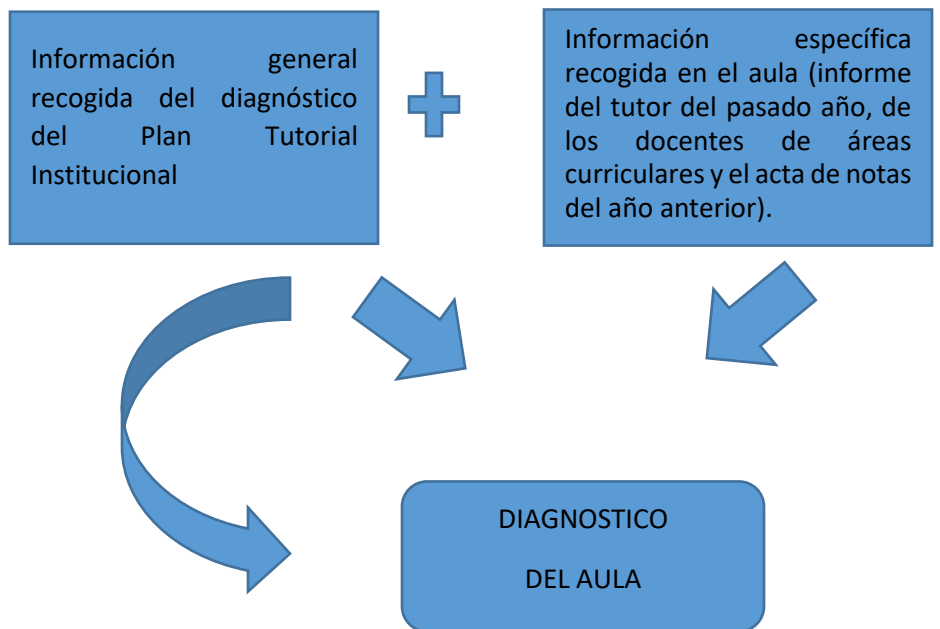 Información general
recogida del diagnóstico
del Plan Tutorial
Institucional
Información específica
recogida en el aula (informe
del tutor del pasado año, de
los docentes de áreas
curriculares y el acta de notas
del año anterior).
DIAGNOSTICO
DEL AULA